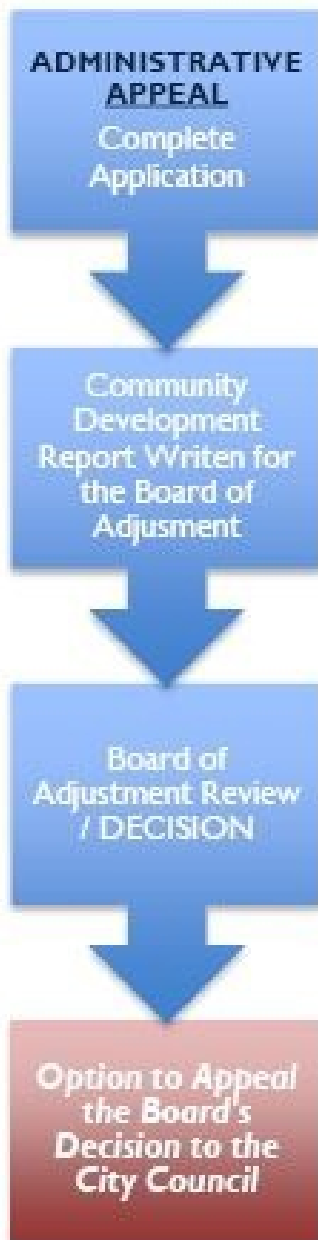 ADMINISTRATIVE
APPEAL
Complete
Application
Community
Development
Report Writen for
the Board of
Adjusment
Board of
Adjustment Review
/ DECISION
Option to Appeal
the Board's
Decision to the
City Council